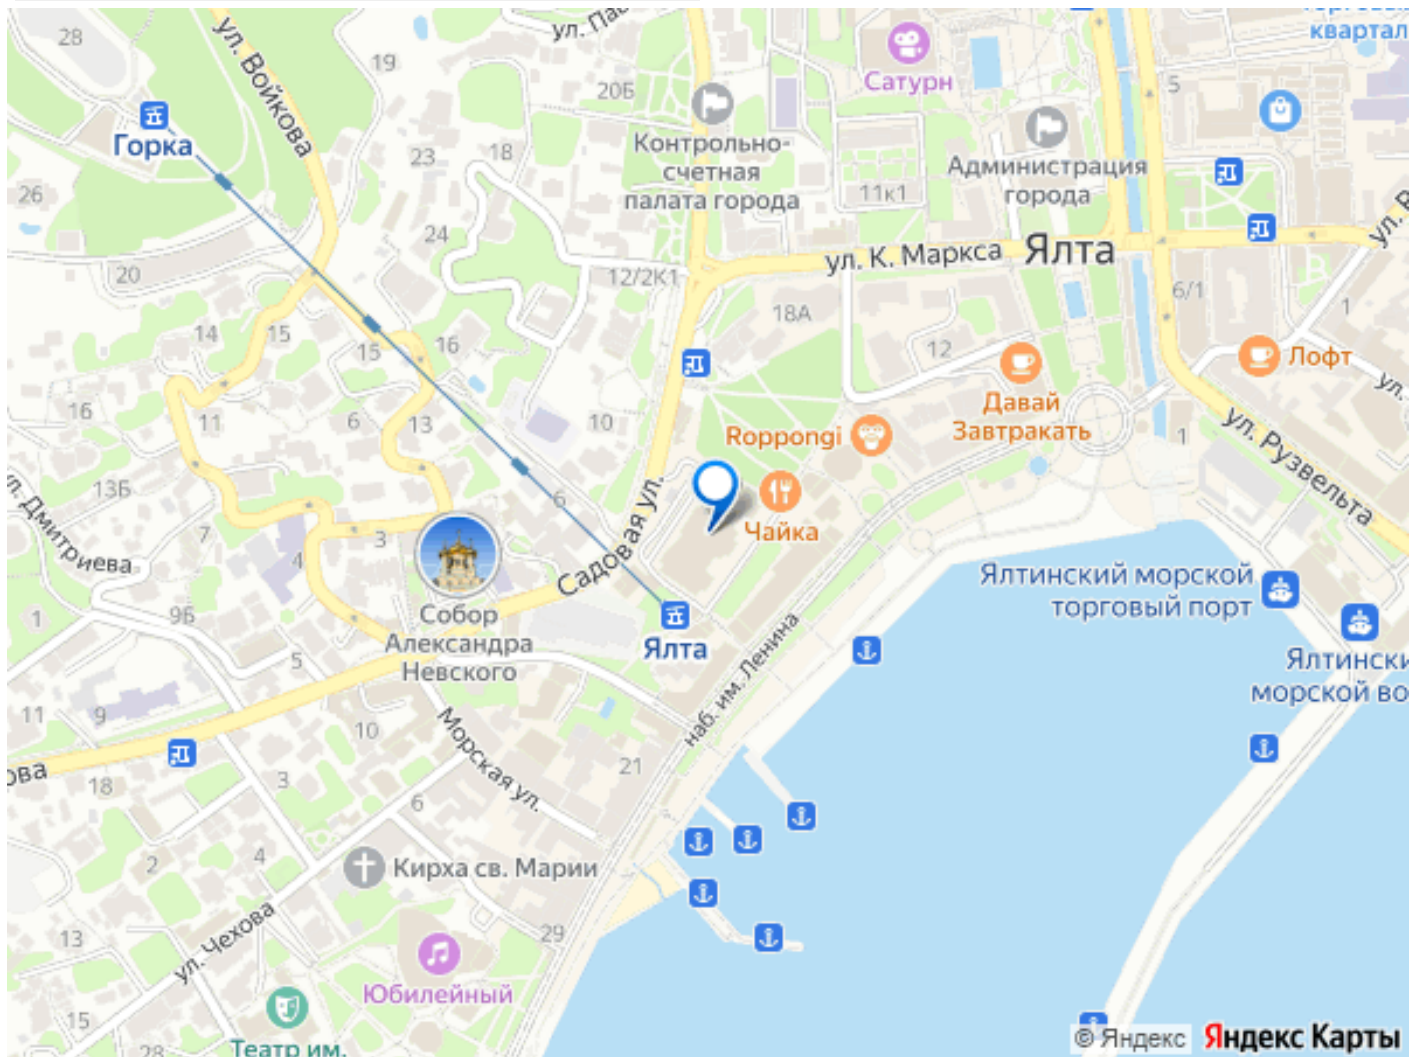 28
ул. Войкова
19
20Б
Сатурн
квартал
5
Горка
23
18
Контрольно-
счетная
палата города
11к1
Администрация
города
26
24
20
12/2К1
ул. К. Маркса
Ялта
6/1
1
18А
14
15
15
16
12
Лофт
ул.
16
11
6
13
10
Roppongi
Давай
Завтракать
1
ул. Рузвельта
13Б
7
ул. Дмитриева
6
Чайка
3
4
Садовая ул.
Ялтинский морской
торговый порт
1
9Б
Собор
Александра
Невского
Ялта
наб. им. Ленина
5
11
9
10
Морская ул.
21
18
3
6
2
4
Кирха св. Марии
13
ул. Чехова
29
Юбилейный
15
28
Театр им.
© Яндекс
Яндекс Карты